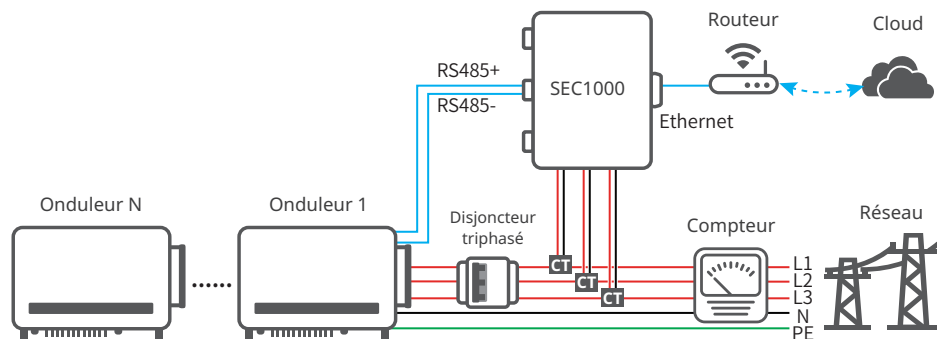 Routeur
Cloud
RS485+
SEC1000
RS485-
Ethernet
Onduleur N
Onduleur 1
Disjoncteur
triphasé
Compteur
Réseau
CT
L1
CT
L2
CT
L3
N
PE